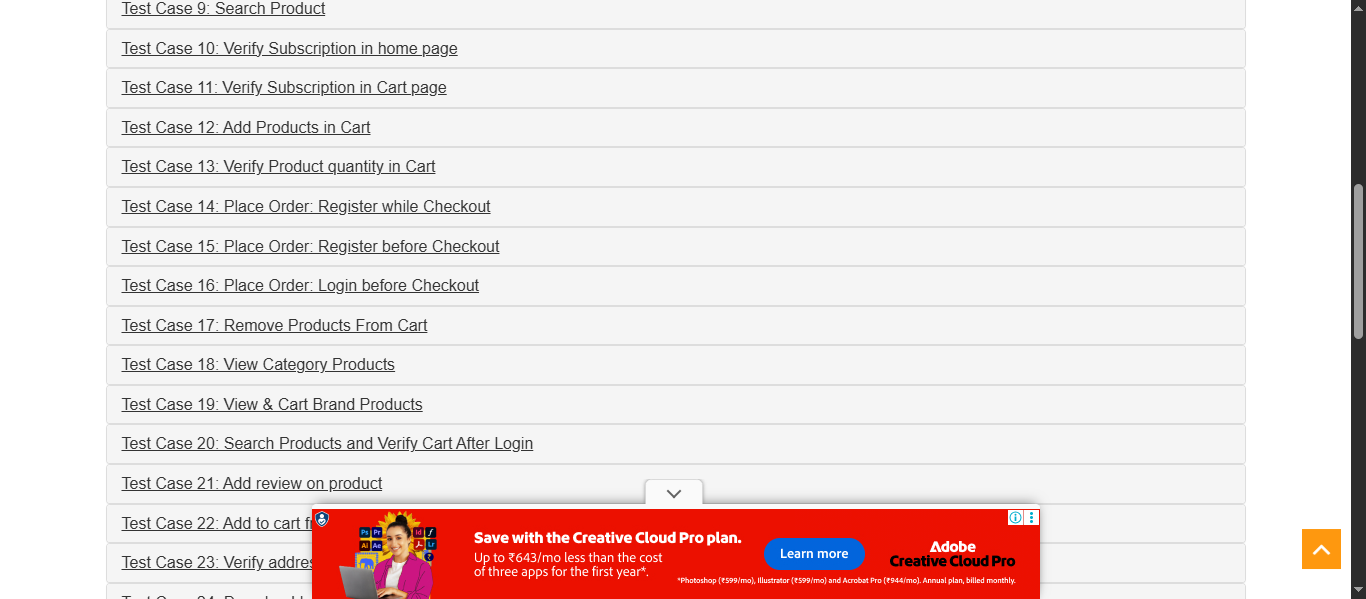 Test Case 9: Search Product
Test Case 10: Verify Subscription in home page
Test Case 11: Verify Subscription in Cart page
Test Case 12: Add Products in Cart
Test Case 13: Verify Product quantity in Cart
Test Case 14: Place Order: Register while Checkout
Test Case 15: Place Order: Register before Checkout
Test Case 16: Place Order: Login before Checkout
Test Case 17: Remove Products From Cart
Test Case 18: View Category Products
Test Case 19: View & Cart Brand Products
Test Case 20: Search Products and Verify Cart After Login
Test Case 21: Add review on product
Test Case 22: Add to cart
Test Case 23: Verify
Ps Pr Id
Ai Ae Lr
Save with the Creative Cloud Pro plan.
Up to ₹643/mo less than the cost
of three apps for the first year*.
Learn more
Adobe
Creative Cloud Pro
*Photoshop (₹599/mo), Illustrator (₹599/mo) and Acrobat Pro (₹944/mo). Annual plan, billed monthly.